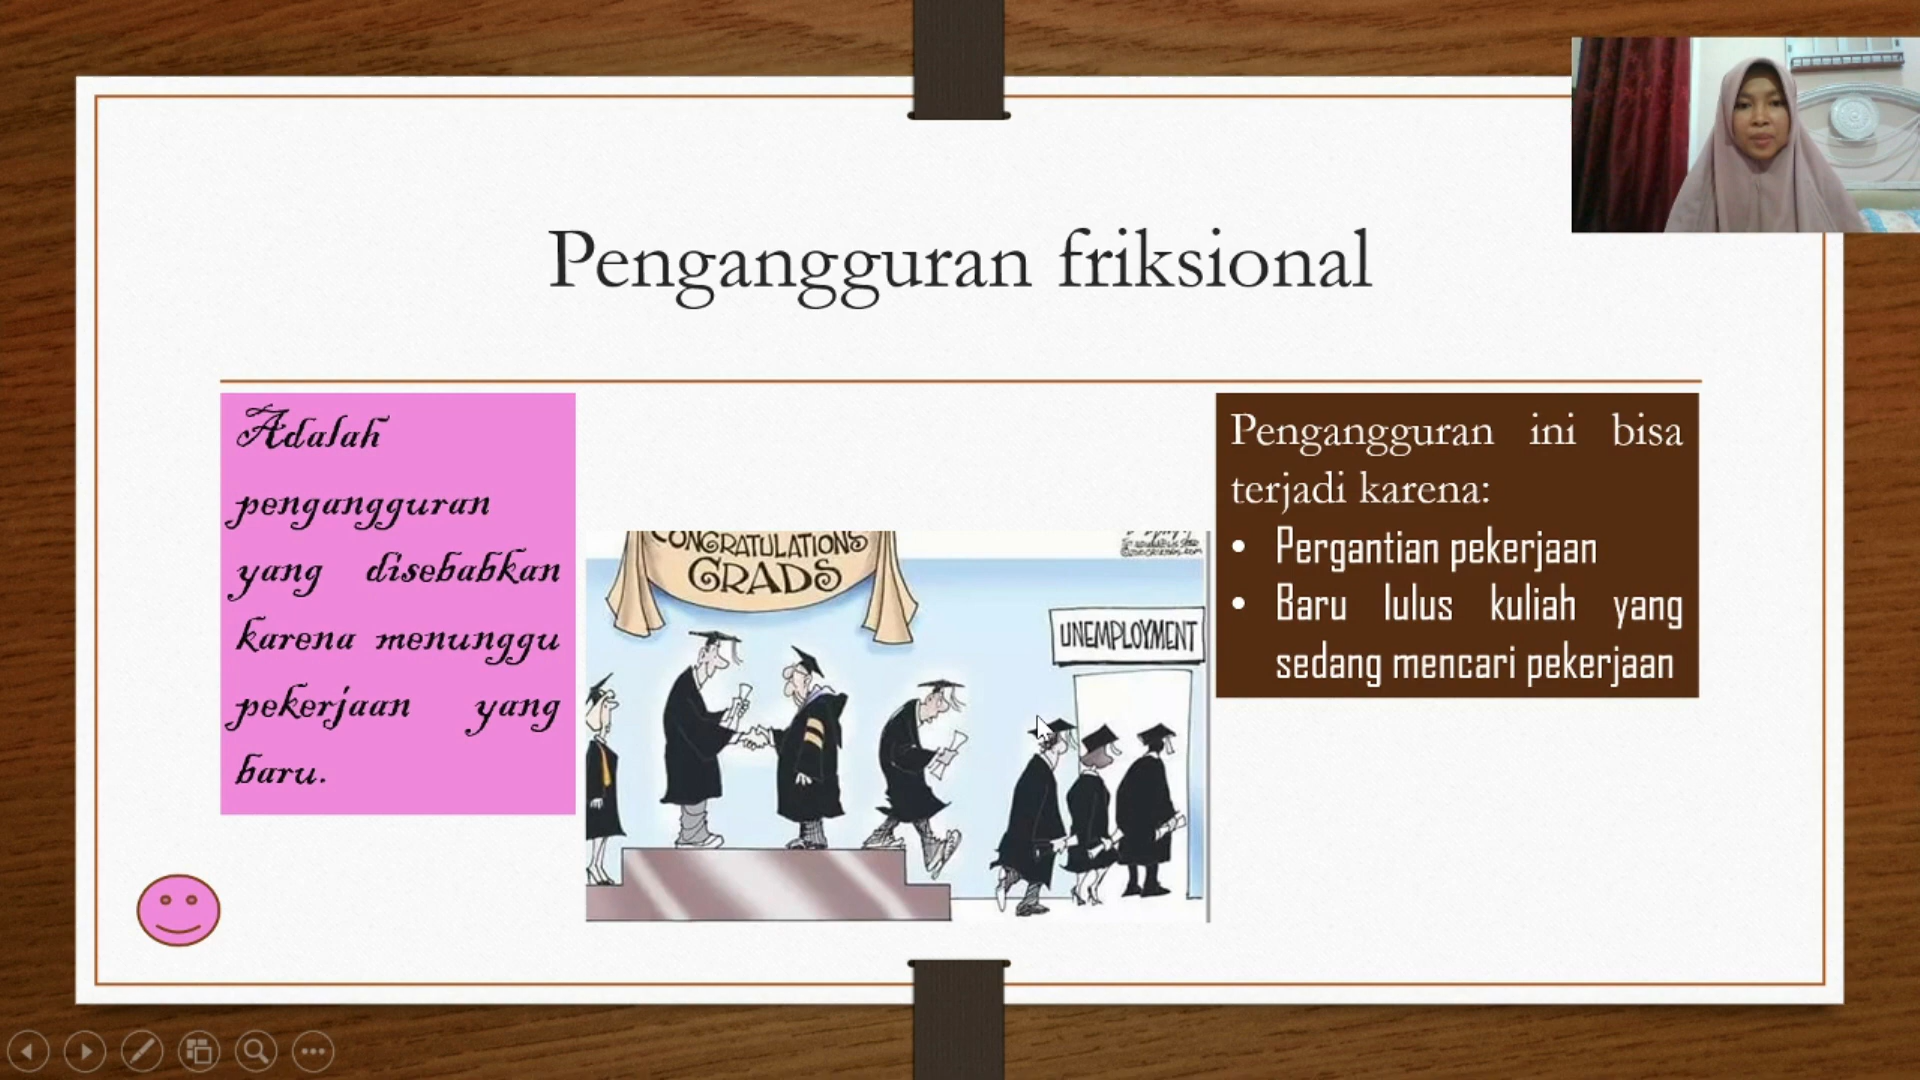 Pengangguran friksional
Adalah
pengangguran
yang disebabkan
karena menunggu
pekerjaan yang
baru.
CONGRATULATIONS
GRADS
UNEMPLOYMENT
Pengangguran ini bisa
terjadi karena:
• Pergantian pekerjaan
• Baru lulus kuliah yang
sedang mencari pekerjaan